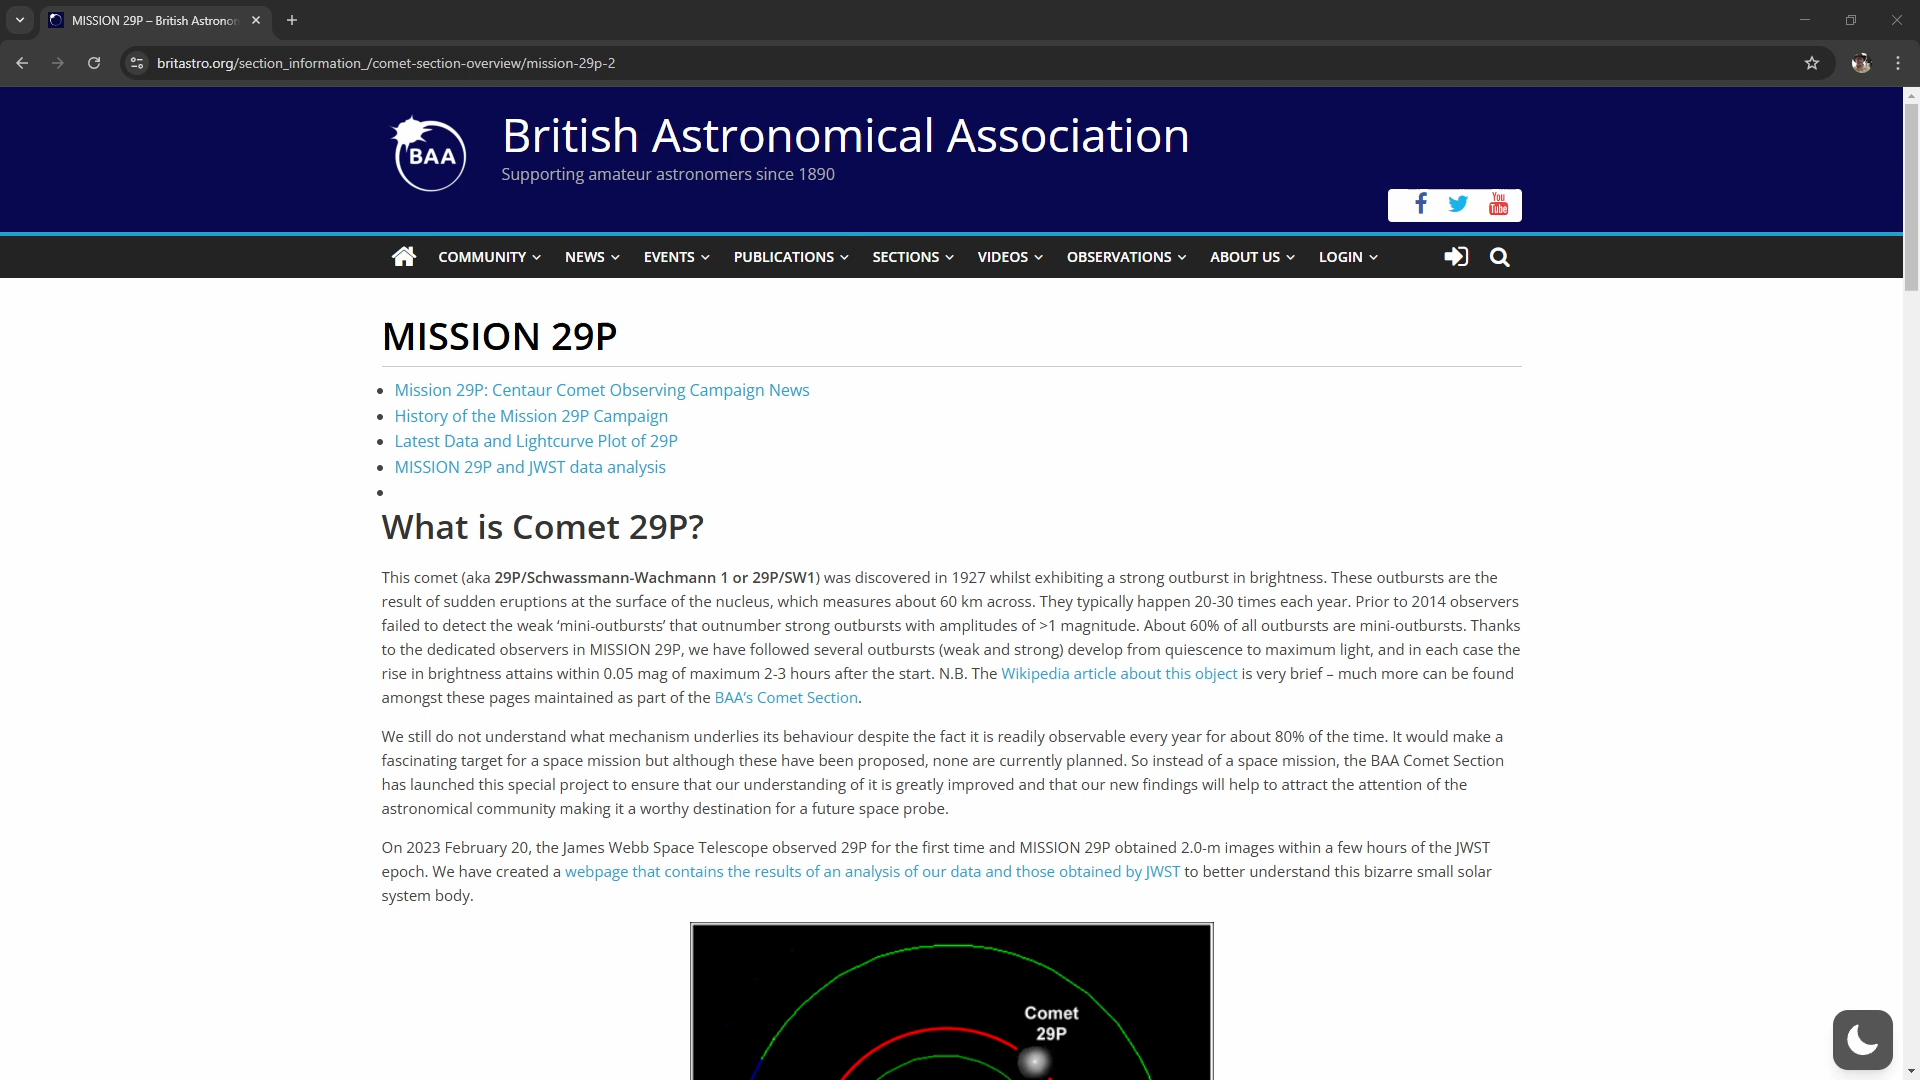 MISSION 29P – British Astronon
britastro.org/section_information_/comet-section-overview/mission-29p-2
BAA
British Astronomical Association
Supporting amateur astronomers since 1890
You
Tube
COMMUNITY NEWS EVENTS PUBLICATIONS SECTIONS VIDEOS OBSERVATIONS ABOUT US LOGIN
MISSION 29P
Mission 29P: Centaur Comet Observing Campaign News
History of the Mission 29P Campaign
Latest Data and Lightcurve Plot of 29P
MISSION 29P and JWST data analysis
What is Comet 29P?
This comet (aka 29P/Schwassmann-Wachmann 1 or 29P/SW1) was discovered in 1927 whilst exhibiting a strong outburst in brightness. These outbursts are the
result of sudden eruptions at the surface of the nucleus, which measures about 60 km across. They typically happen 20-30 times each year. Prior to 2014 observers
failed to detect the weak ‘mini-outbursts’ that outnumber strong outbursts with amplitudes of >1 magnitude. About 60% of all outbursts are mini-outbursts. Thanks
to the dedicated observers in MISSION 29P, we have followed several outbursts (weak and strong) develop from quiescence to maximum light, and in each case the
rise in brightness attains within 0.05 mag of maximum 2-3 hours after the start. N.B. The Wikipedia article about this object is very brief – much more can be found
amongst these pages maintained as part of the BAA’s Comet Section.
We still do not understand what mechanism underlies its behaviour despite the fact it is readily observable every year for about 80% of the time. It would make a
fascinating target for a space mission but although these have been proposed, none are currently planned. So instead of a space mission, the BAA Comet Section
has launched this special project to ensure that our understanding of it is greatly improved and that our new findings will help to attract the attention of the
astronomical community making it a worthy destination for a future space probe.
On 2023 February 20, the James Webb Space Telescope observed 29P for the first time and MISSION 29P obtained 2.0-m images within a few hours of the JWST
epoch. We have created a webpage that contains the results of an analysis of our data and those obtained by JWST to better understand this bizarre small solar
system body.
Comet
29P